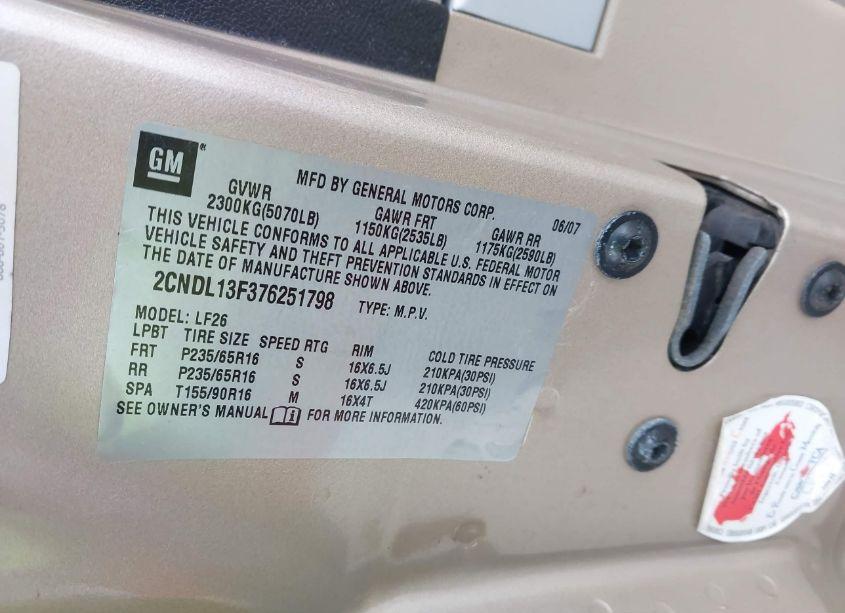 GM
MFD BY GENERAL MOTORS CORP. 06/07
GVWR GAWR FRT GAWR RR
2300KG(5070LB) 1150KG(2535LB) 1175KG(2590LB)
THIS VEHICLE CONFORMS TO ALL APPLICABLE U.S. FEDERAL MOTOR
VEHICLE SAFETY AND THEFT PREVENTION STANDARDS IN EFFECT ON
THE DATE OF MANUFACTURE SHOWN ABOVE.
2CNDL13F376251798 TYPE: M.P.V.
MODEL: LF26
LPBT TIRE SIZE SPEED RTG RIM COLD TIRE PRESSURE
FRT P235/65R16 S 16X6.5J 210KPA(30PSI)
RR P235/65R16 S 16X6.5J 210KPA(30PSI)
SPA T155/90R16 M 16X4T 420KPA(60PSI)
SEE OWNER'S MANUAL FOR MORE INFORMATION.